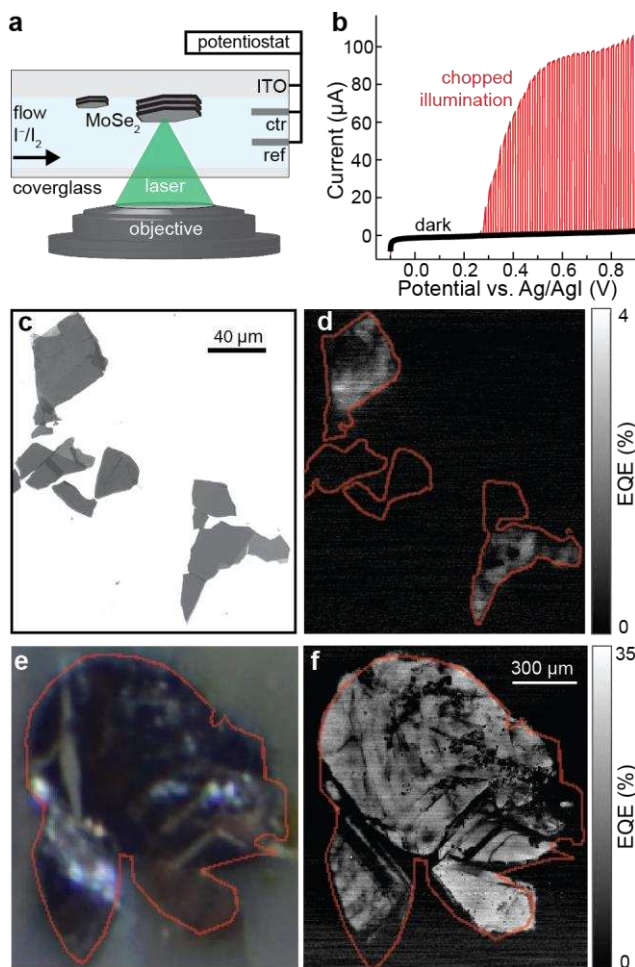 a
potentiostat
ITO
flow
I⁻/I₂
MoSe₂
ctr
ref
coverglass
laser
objective
b
100
80
60
40
20
0
Current (µA)
chopped
illumination
dark
0.0 0.2 0.4 0.6 0.8
Potential vs. Ag/AgI (V)
c
40 µm
d
4
EQE (%)
0
e
f
300 µm
35
EQE (%)
0